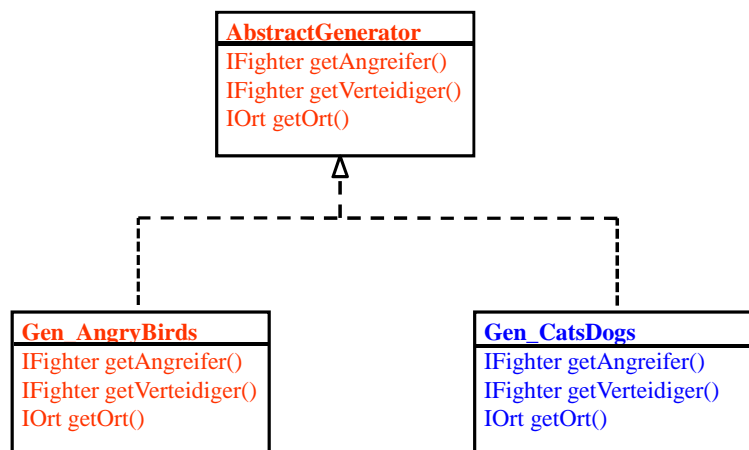 AbstractGenerator
IFighter getAngreifer()
IFighter getVerteidiger()
IOrt getOrt()
Gen_AngryBirds
IFighter getAngreifer()
IFighter getVerteidiger()
IOrt getOrt()
Gen_CatsDogs
IFighter getAngreifer()
IFighter getVerteidiger()
IOrt getOrt()